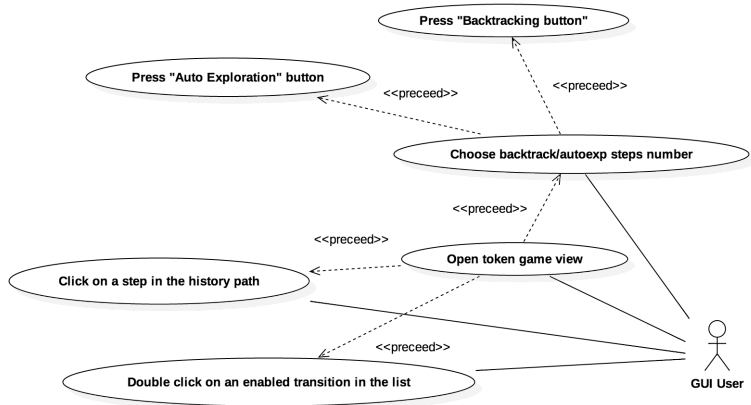 Press "Backtracking button"
Press "Auto Exploration" button
<<preceed>>
<<preceed>>
Choose backtrack/autoexp steps number
<<preceed>>
<<preceed>>
Open token game view
Click on a step in the history path
<<preceed>>
Double click on an enabled transition in the list
GUI User